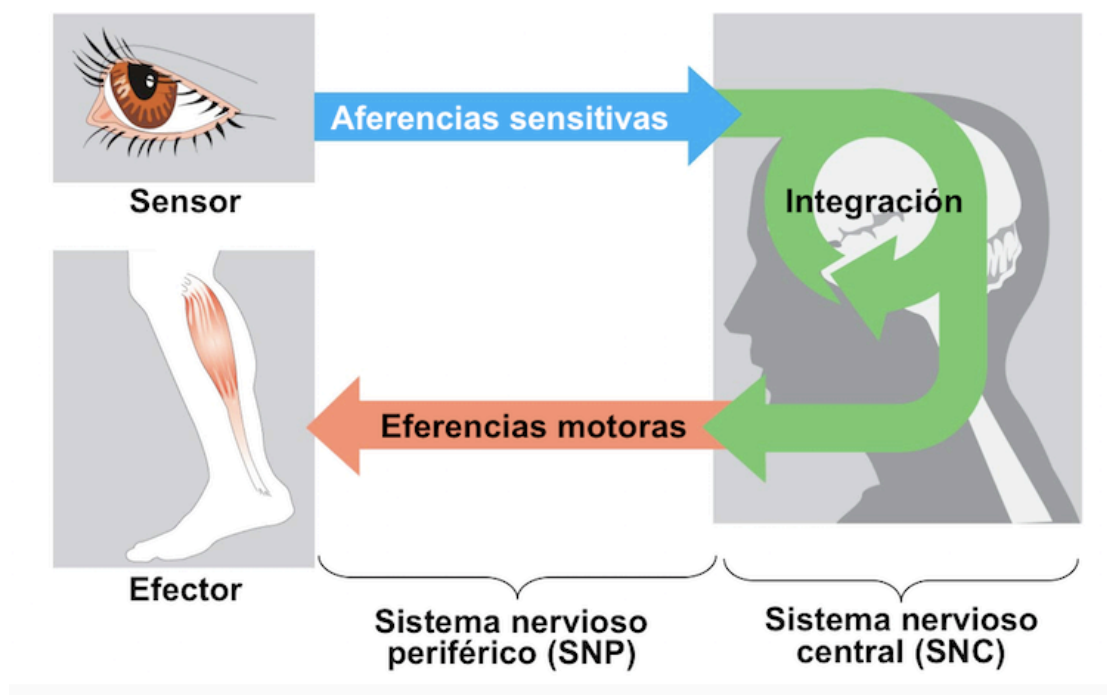 Aferencias sensitivas
Sensor
Integración
Eferencias motoras
Efector
Sistema nervioso
periférico (SNP)
Sistema nervioso
central (SNC)